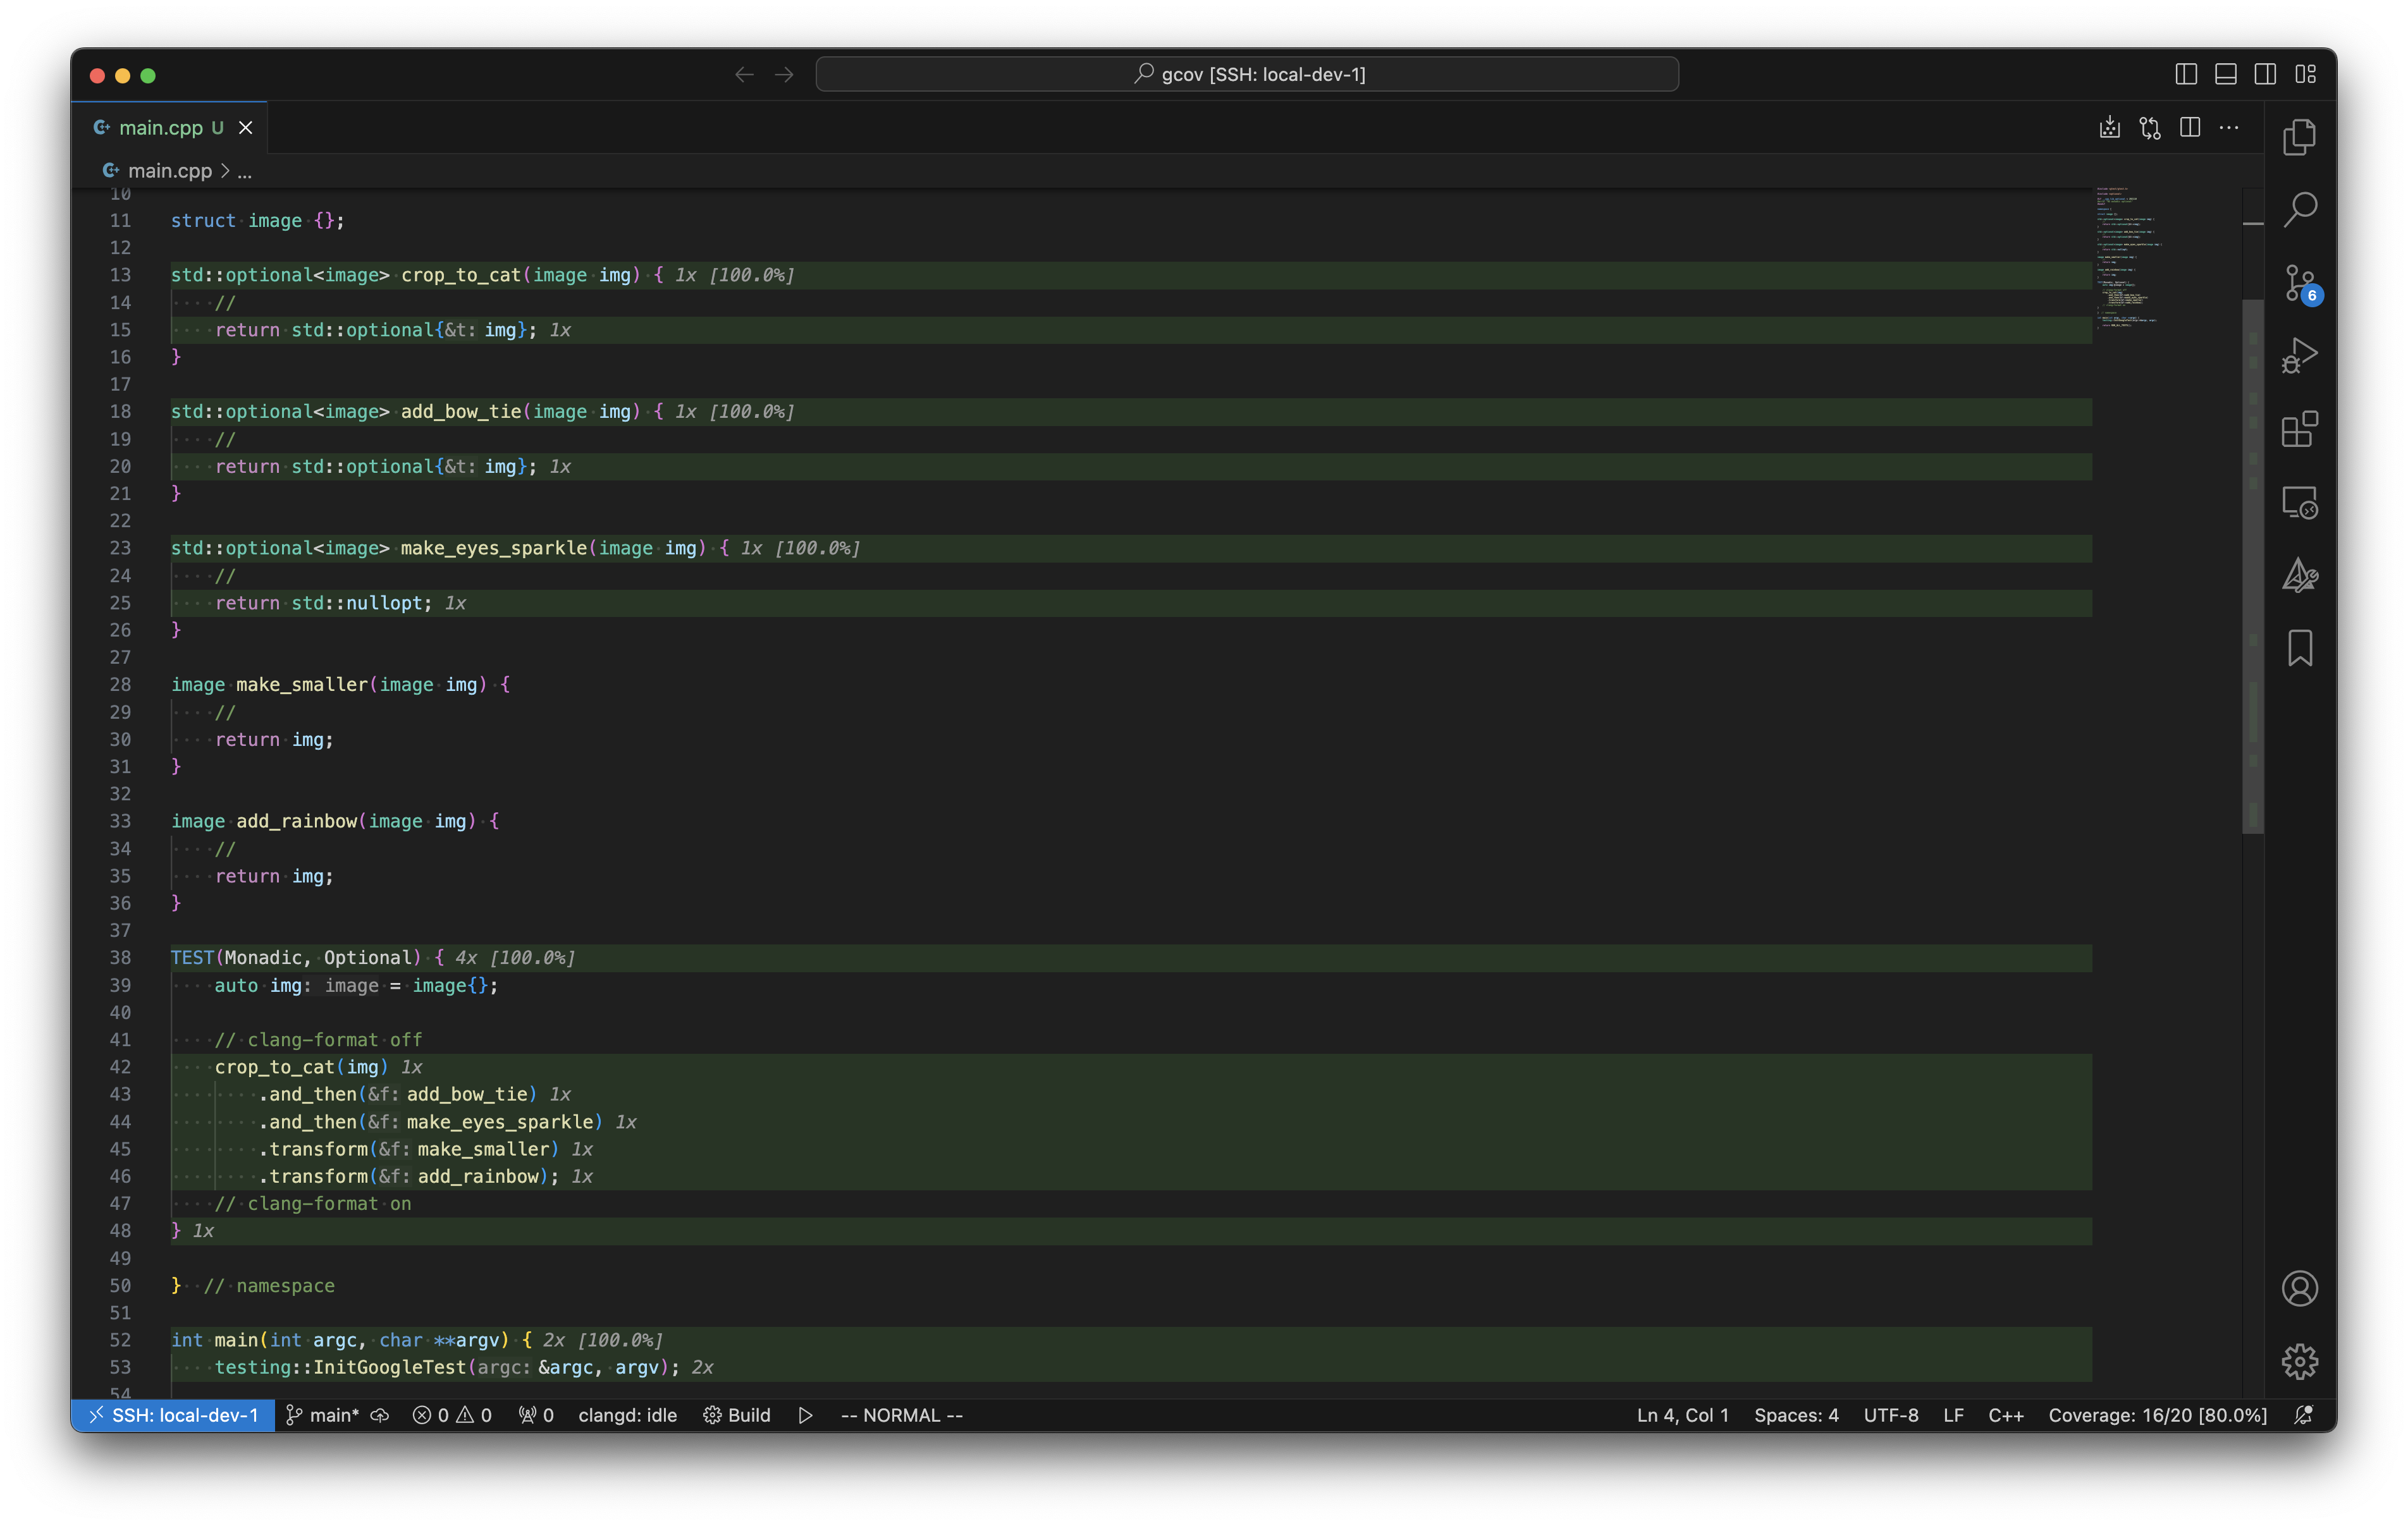 gcov [SSH: local-dev-1]
main.cpp U
main.cpp > ...
10
11 struct image {};
12
13 std::optional<image> crop_to_cat(image img) { 1x [100.0%]
14 //
15 return std::optional{&t: img}; 1x
16 }
17
18 std::optional<image> add_bow_tie(image img) { 1x [100.0%]
19 //
20 return std::optional{&t: img}; 1x
21 }
22
23 std::optional<image> make_eyes_sparkle(image img) { 1x [100.0%]
24 //
25 return std::nullopt; 1x
26 }
27
28 image make_smaller(image img) {
29 //
30 return img;
31 }
32
33 image add_rainbow(image img) {
34 //
35 return img;
36 }
37
38 TEST(Monadic, Optional) { 4x [100.0%]
39 auto img: image = image{};
40
41 // clang-format off
42 crop_to_cat(img) 1x
43 .and_then(&f: add_bow_tie) 1x
44 .and_then(&f: make_eyes_sparkle) 1x
45 .transform(&f: make_smaller) 1x
46 .transform(&f: add_rainbow); 1x
47 // clang-format on
48 } 1x
49
50 } // namespace
51
52 int main(int argc, char **argv) { 2x [100.0%]
53 testing::InitGoogleTest(argc: &argc, argv); 2x
54
6
SSH: local-dev-1 main* 0 0 0 clangd: idle Build -- NORMAL -- Ln 4, Col 1 Spaces: 4 UTF-8 LF C++ Coverage: 16/20 [80.0%]